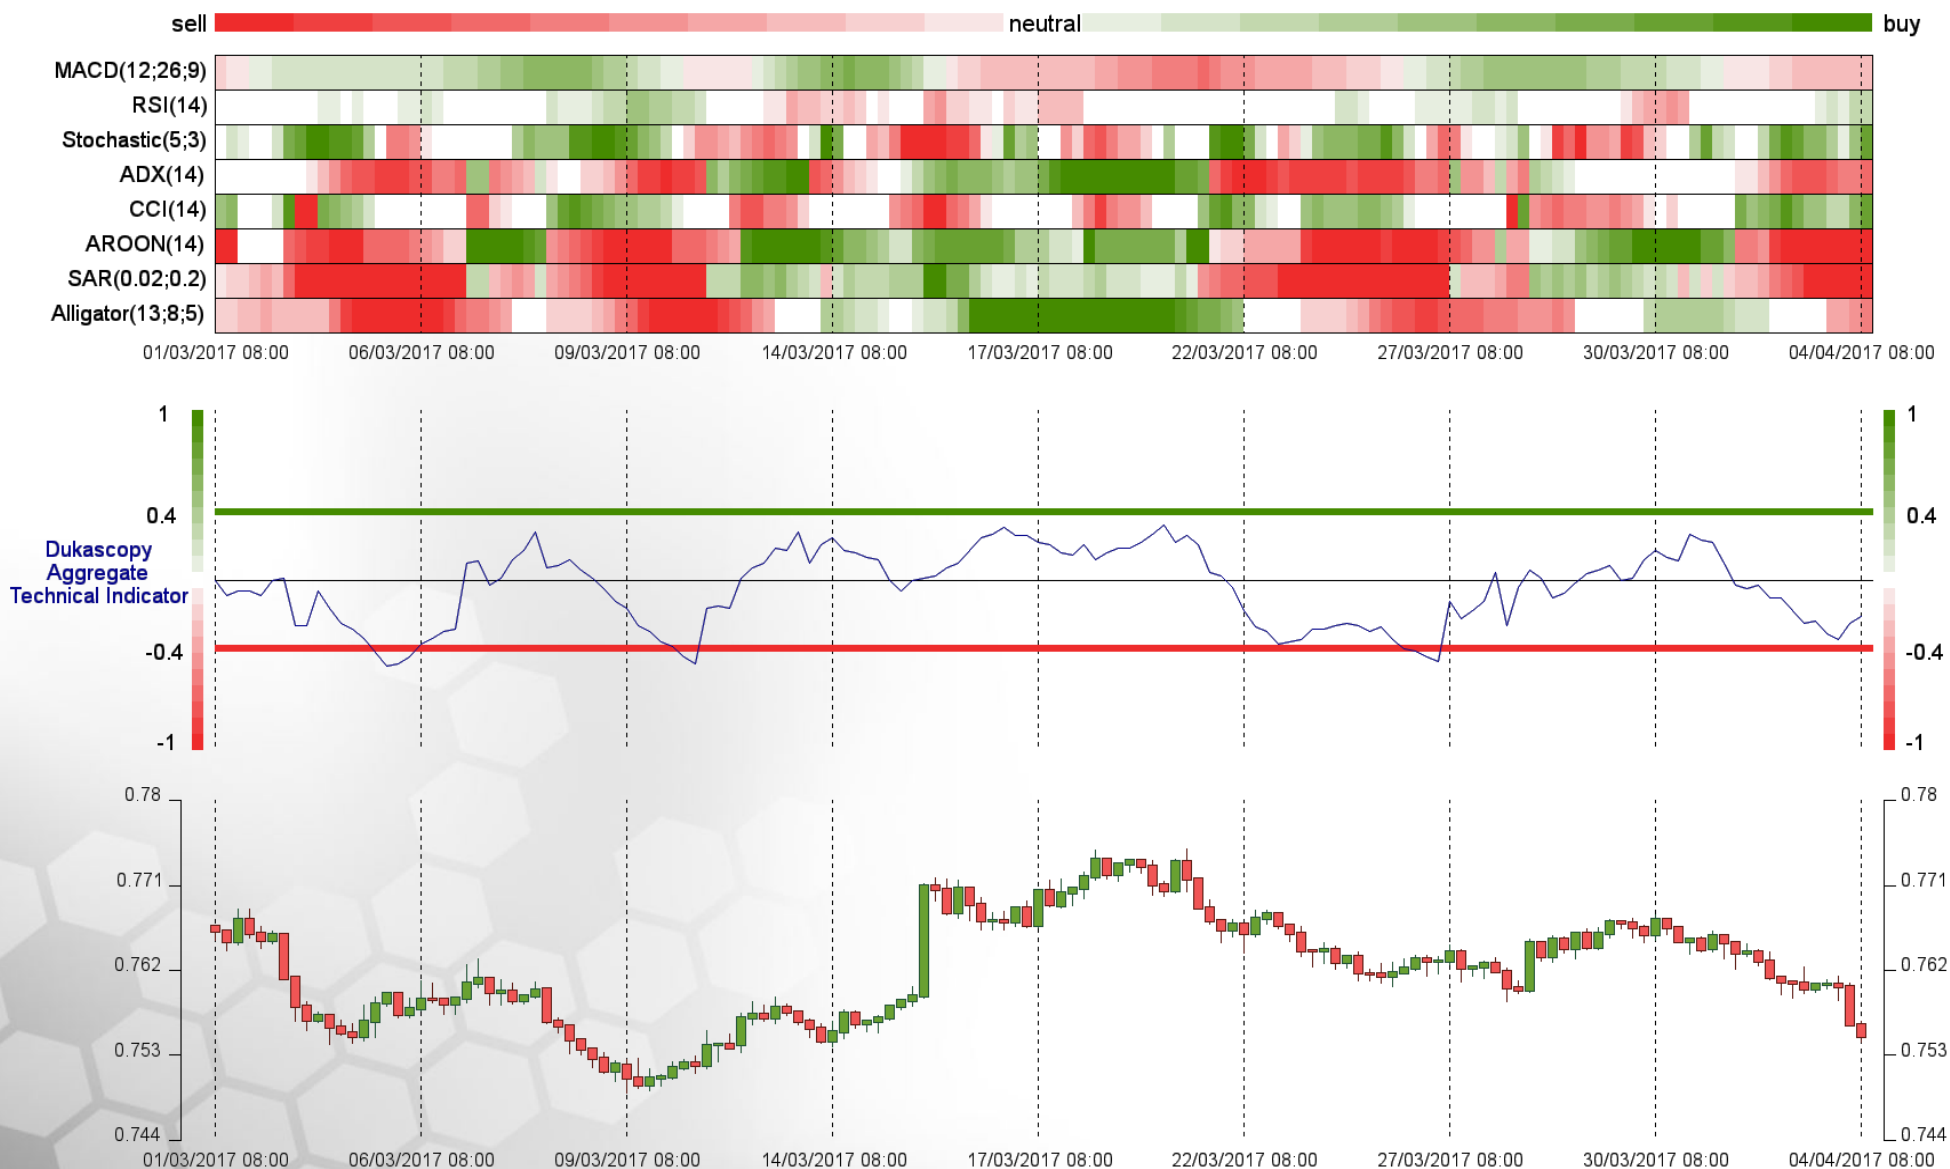 sell neutral buy
MACD(12;26;9)
RSI(14)
Stochastic(5;3)
ADX(14)
CCI(14)
AROON(14)
SAR(0.02;0.2)
Alligator(13;8;5)
01/03/2017 08:00 06/03/2017 08:00 09/03/2017 08:00 14/03/2017 08:00 17/03/2017 08:00 22/03/2017 08:00 27/03/2017 08:00 30/03/2017 08:00 04/04/2017 08:00
1 1
0.4 0.4
Dukascopy
Aggregate
Technical Indicator
-0.4 -0.4
-1 -1
0.78 0.78
0.771 0.771
0.762 0.762
0.753 0.753
0.744 0.744
01/03/2017 08:00 06/03/2017 08:00 09/03/2017 08:00 14/03/2017 08:00 17/03/2017 08:00 22/03/2017 08:00 27/03/2017 08:00 30/03/2017 08:00 04/04/2017 08:00